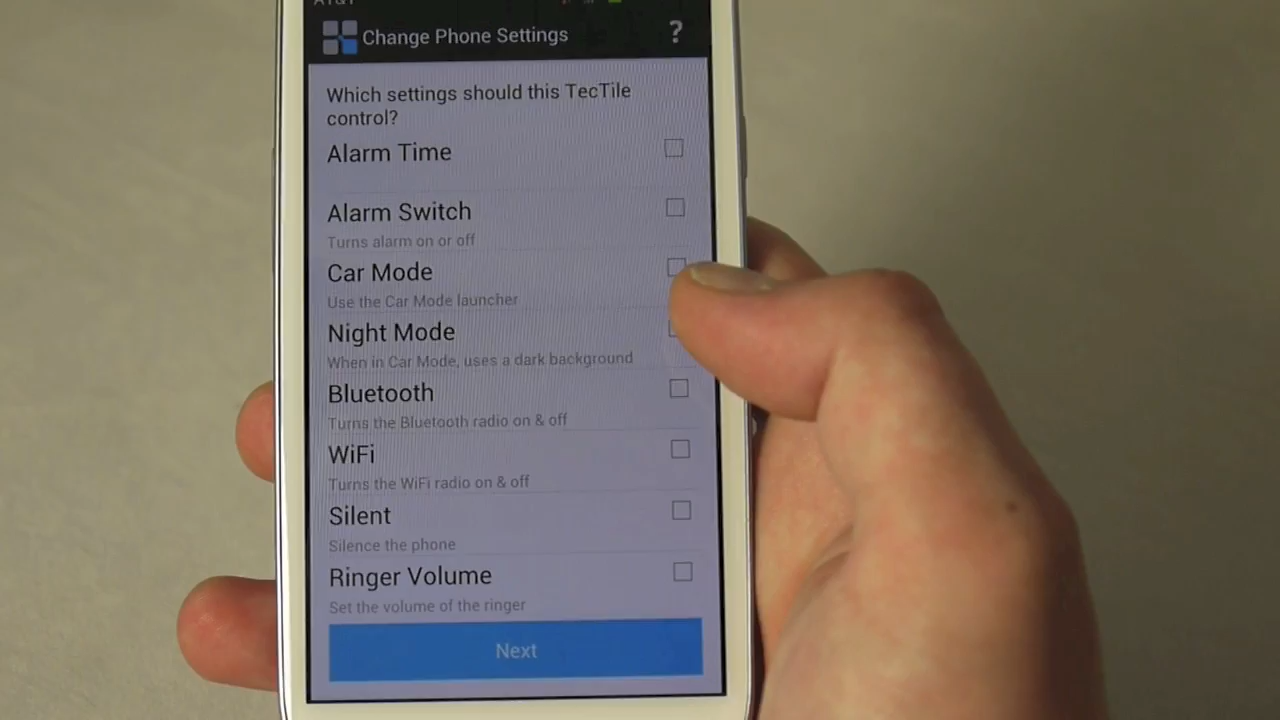 AT&T
Change Phone Settings ?
Which settings should this TecTile
control?
Alarm Time
Alarm Switch
Turns alarm on or off
Car Mode
Use the Car Mode launcher
Night Mode
When in Car Mode, uses a dark background
Bluetooth
Turns the Bluetooth radio on & off
WiFi
Turns the WiFi radio on & off
Silent
Silence the phone
Ringer Volume
Set the volume of the ringer
Next